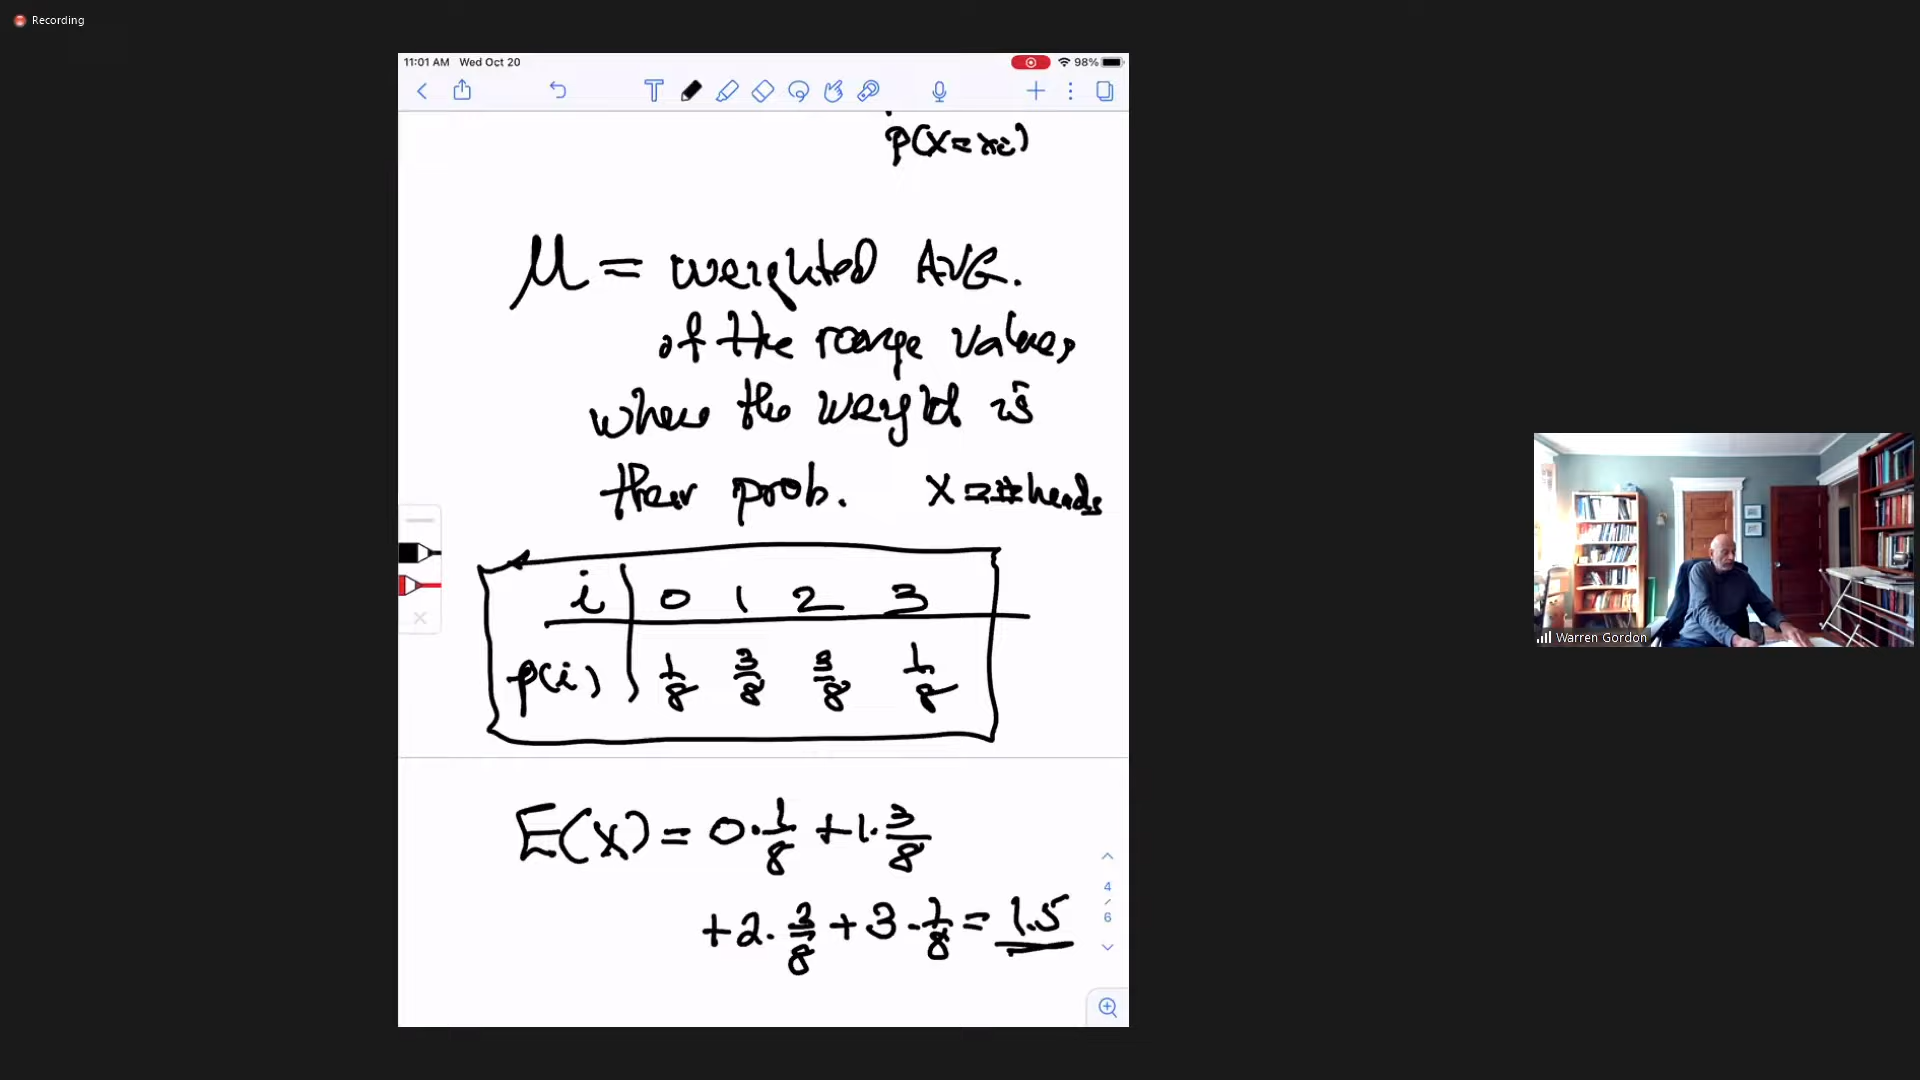 Recording
11:01 AM Wed Oct 20
98%
T
p(X=xi)
μ = weighted AVG.
of the range values,
where the weight is
their prob. X = # heads
i 0 1 2 3
p(i) 1/8 3/8 3/8 1/8
E(X) = 0·1/8 + 1·3/8
+ 2·3/8 + 3·1/8 = 1.5
4
/
6
Warren Gordon